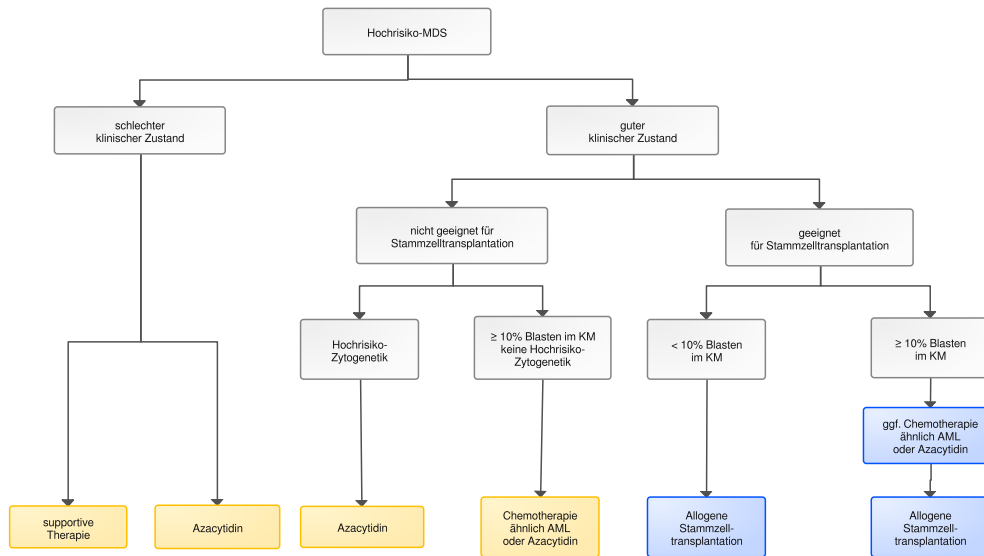 Hochrisiko-MDS
schlechter
klinischer Zustand
guter
klinischer Zustand
nicht geeignet für
Stammzelltransplantation
geeignet
für Stammzelltransplantation
Hochrisiko-
Zytogenetik
≥ 10% Blasten im KM
keine Hochrisiko-
Zytogenetik
< 10% Blasten
im KM
≥ 10% Blasten
im KM
ggf. Chemotherapie
ähnlich AML
oder Azacytidin
supportive
Therapie
Azacytidin
Azacytidin
Chemotherapie
ähnlich AML
oder Azacytidin
Allogene
Stammzell-
transplantation
Allogene
Stammzell-
transplantation